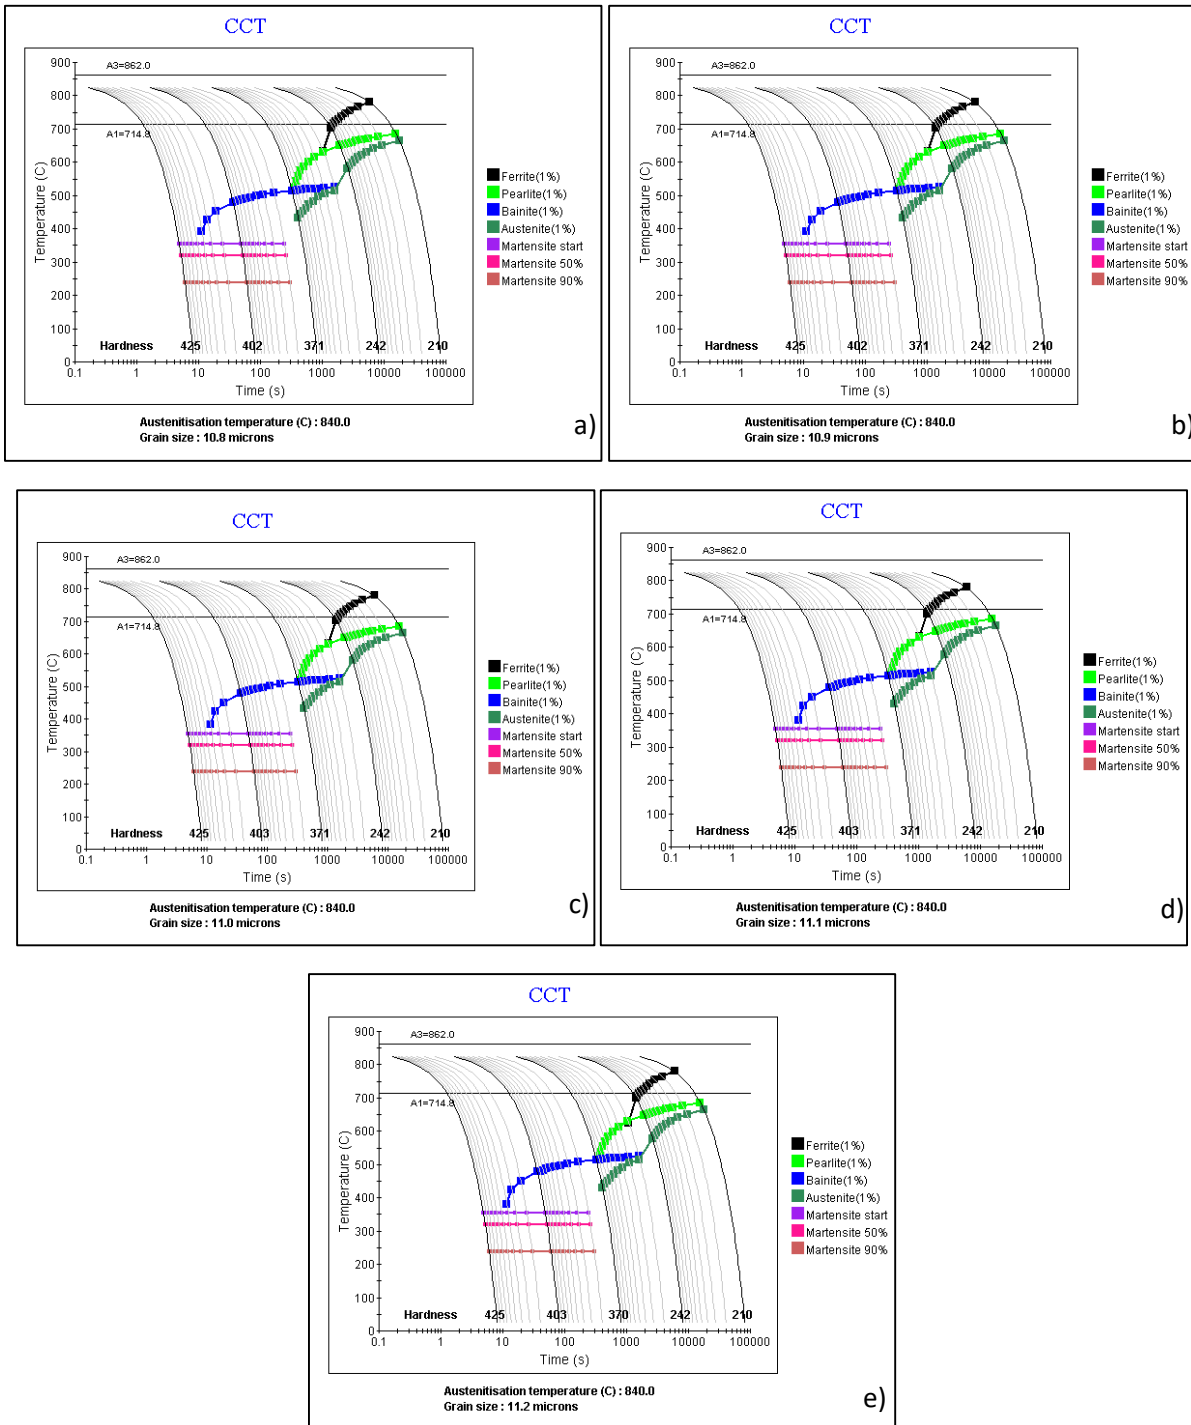 CCT
900
A3=862.0
800
700
A1=714.8
600
500
400
300
200
100
0
Temperature (C)
Hardness 425 402 371 242 210
0.1 1 10 100 1000 10000 100000
Time (s)
Ferrite(1%)
Pearlite(1%)
Bainite(1%)
Austenite(1%)
Martensite start
Martensite 50%
Martensite 90%
Austenitisation temperature (C) : 840.0
Grain size : 10.8 microns
a)
CCT
900
A3=862.0
800
700
A1=714.8
600
500
400
300
200
100
0
Temperature (C)
Hardness 425 402 371 242 210
0.1 1 10 100 1000 10000 100000
Time (s)
Ferrite(1%)
Pearlite(1%)
Bainite(1%)
Austenite(1%)
Martensite start
Martensite 50%
Martensite 90%
Austenitisation temperature (C) : 840.0
Grain size : 10.9 microns
b)
CCT
900
A3=862.0
800
700
A1=714.8
600
500
400
300
200
100
0
Temperature (C)
Hardness 425 403 371 242 210
0.1 1 10 100 1000 10000 100000
Time (s)
Ferrite(1%)
Pearlite(1%)
Bainite(1%)
Austenite(1%)
Martensite start
Martensite 50%
Martensite 90%
Austenitisation temperature (C) : 840.0
Grain size : 11.0 microns
c)
CCT
900
A3=862.0
800
700
A1=714.8
600
500
400
300
200
100
0
Temperature (C)
Hardness 425 403 371 242 210
0.1 1 10 100 1000 10000 100000
Time (s)
Ferrite(1%)
Pearlite(1%)
Bainite(1%)
Austenite(1%)
Martensite start
Martensite 50%
Martensite 90%
Austenitisation temperature (C) : 840.0
Grain size : 11.1 microns
d)
CCT
900
A3=862.0
800
700
A1=714.8
600
500
400
300
200
100
0
Temperature (C)
Hardness 425 403 370 242 210
0.1 1 10 100 1000 10000 100000
Time (s)
Ferrite(1%)
Pearlite(1%)
Bainite(1%)
Austenite(1%)
Martensite start
Martensite 50%
Martensite 90%
Austenitisation temperature (C) : 840.0
Grain size : 11.2 microns
e)